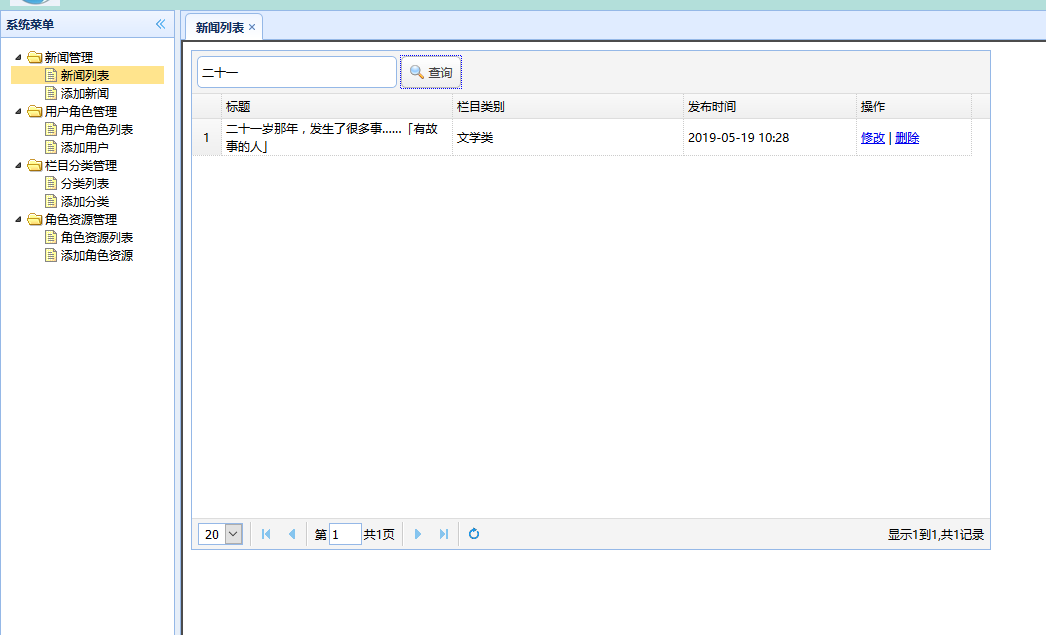 系统菜单
新闻管理
新闻列表
添加新闻
用户角色管理
用户角色列表
添加用户
栏目分类管理
分类列表
添加分类
角色资源管理
角色资源列表
添加角色资源
新闻列表
二十一 查询
标题 栏目类别 发布时间 操作
1 二十一岁那年，发生了很多事......「有故 文学类 2019-05-19 10:28 修改 | 删除
事的人」
20 第 1 共1页 显示1到1,共1记录